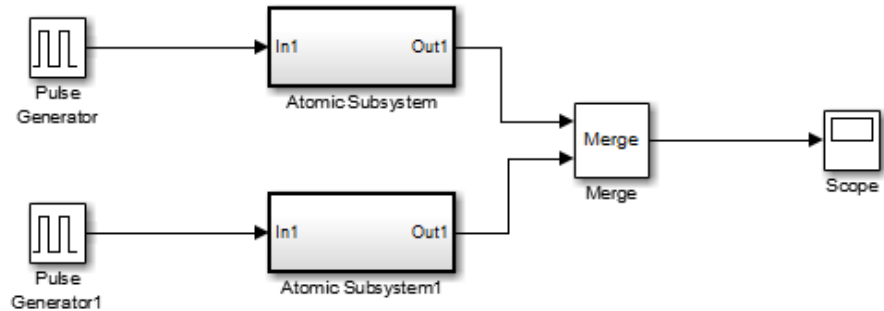 In1
Out1
Pulse
Generator
Atomic Subsystem
Merge
Merge
Scope
In1
Out1
Pulse
Generator1
Atomic Subsystem1